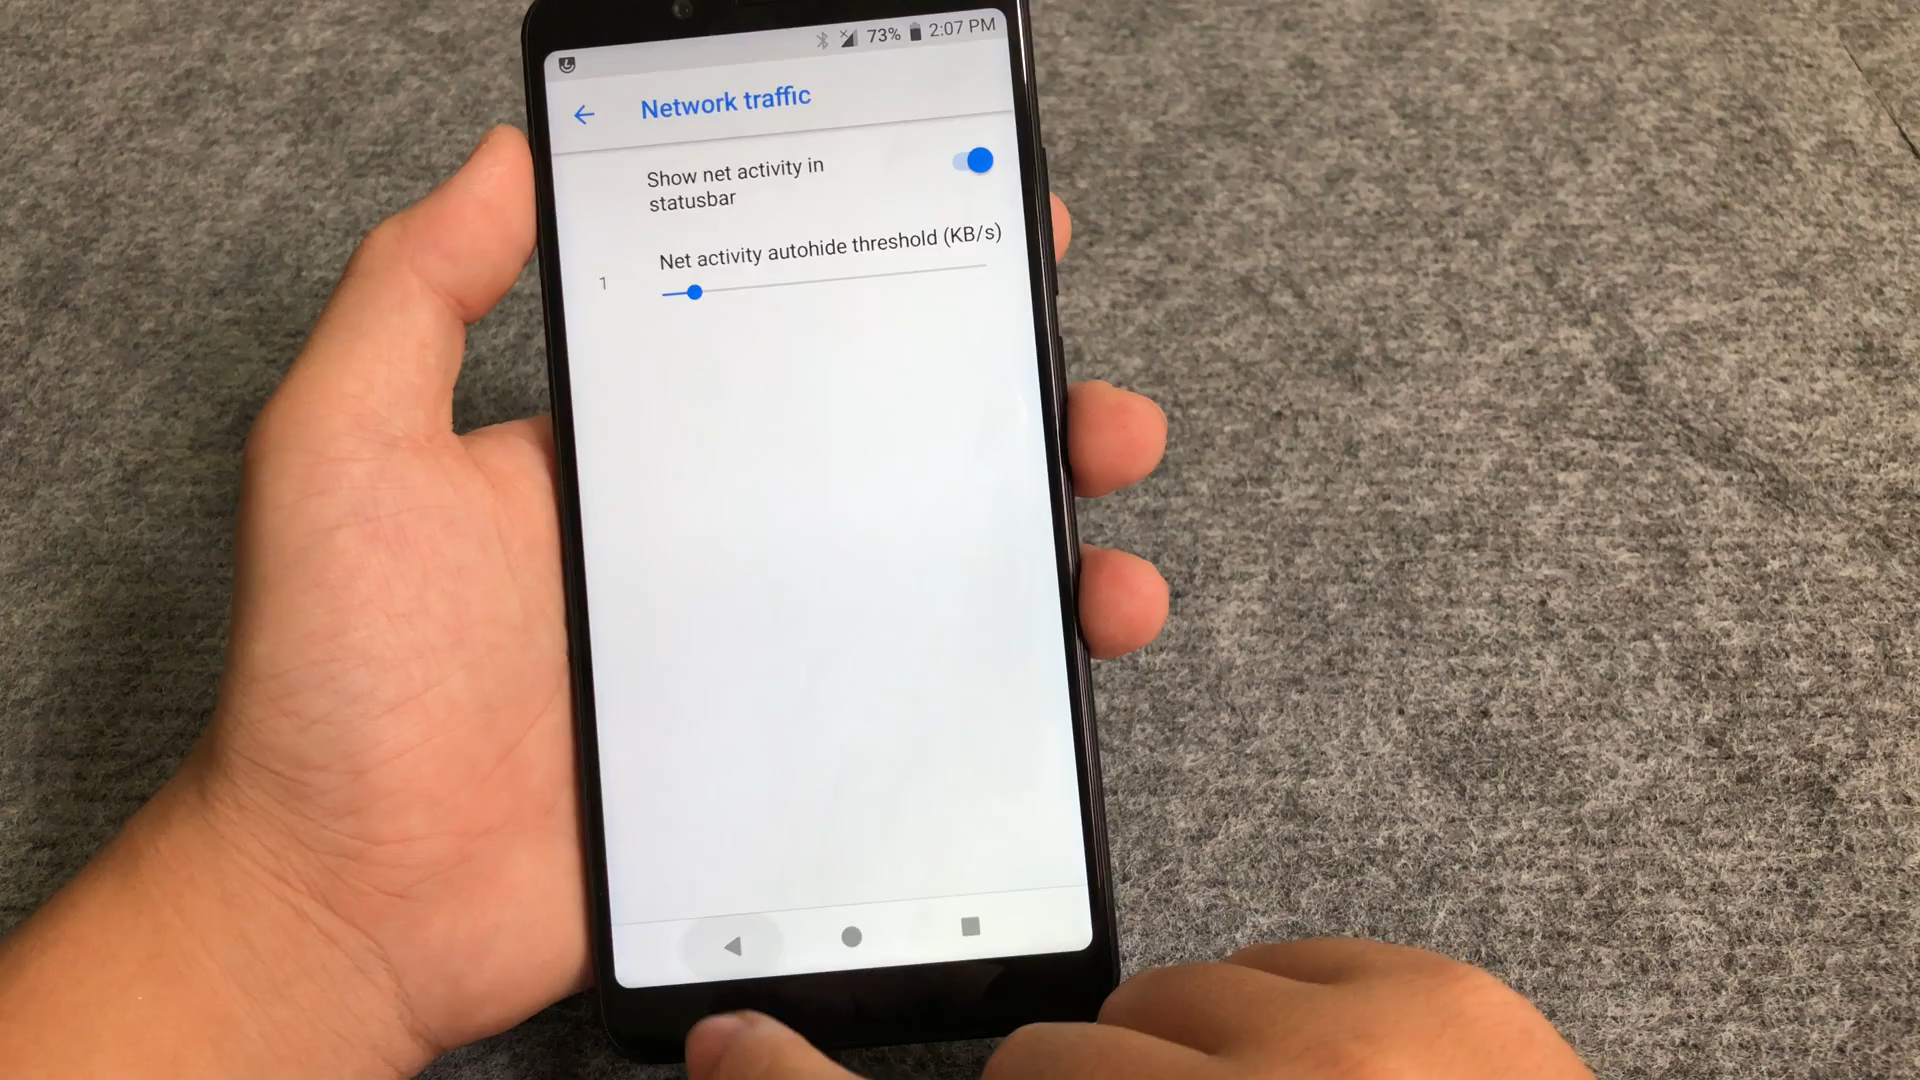 73% 2:07 PM
Network traffic
Show net activity in
statusbar
Net activity autohide threshold (KB/s)
1